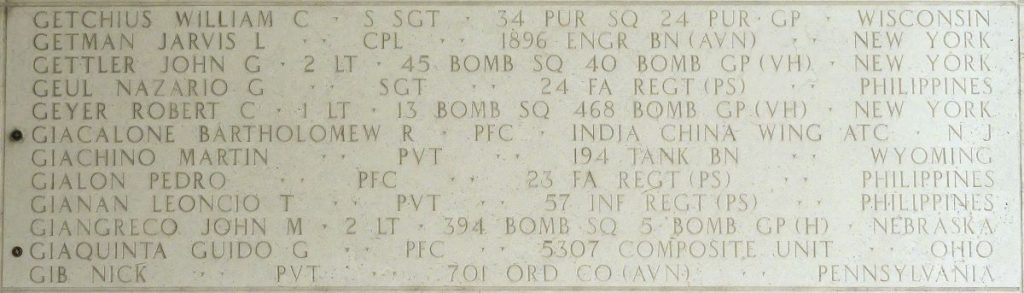 GETCHIUS WILLIAM C · S SGT · 34 PUR SQ 24 PUR GP · WISCONSIN
GETMAN JARVIS L · · CPL · · 1896 ENGR BN (AVN) · · NEW YORK
GETTLER JOHN G · 2 LT · 45 BOMB SQ 40 BOMB GP (VH) · NEW YORK
GEUL NAZARIO G · · SGT · · 24 FA REGT (PS) · · PHILIPPINES
GEYER ROBERT C · 1 LT · 13 BOMB SQ 468 BOMB GP (VH) · NEW YORK
GIACALONE BARTHOLOMEW R · PFC · INDIA CHINA WING ATC · N J
GIACHINO MARTIN · · PVT · · 194 TANK BN · · WYOMING
GIALON PEDRO · · PFC · · 23 FA REGT (PS) · · PHILIPPINES
GIANAN LEONCIO T · · PVT · · 57 INF REGT (PS) · · PHILIPPINES
GIANGRECO JOHN M · 2 LT · 394 BOMB SQ 5 BOMB GP (H) · NEBRASKA
GIAQUINTA GUIDO G · · PFC · · 5307 COMPOSITE UNIT · · OHIO
GIB NICK · · PVT · · 701 ORD CO (AVN) · · PENNSYLVANIA